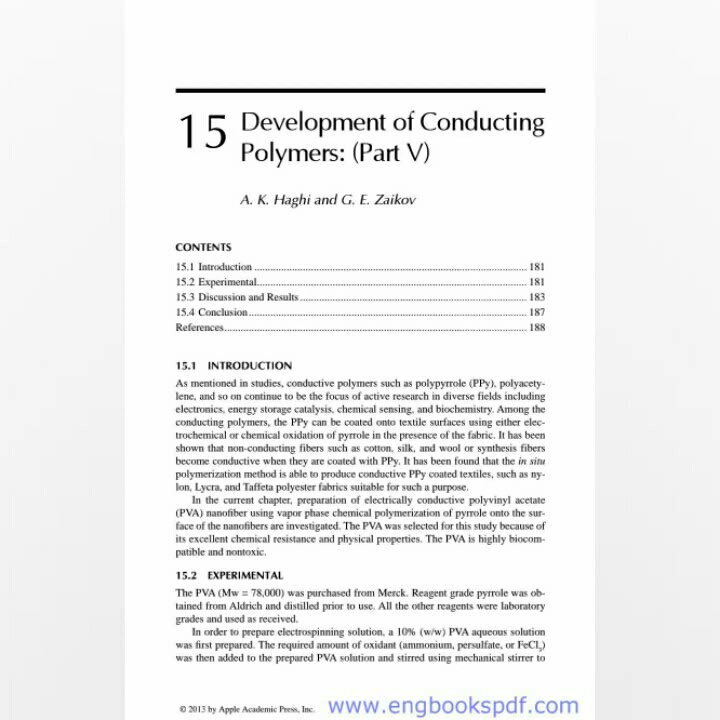 15 Development of Conducting
Polymers: (Part V)
A. K. Haghi and G. E. Zaikov
CONTENTS
15.1 Introduction ..................................................................................................... 181
15.2 Experimental.................................................................................................... 181
15.3 Discussion and Results.................................................................................... 183
15.4 Conclusion....................................................................................................... 187
References................................................................................................................ 188
15.1 INTRODUCTION
As mentioned in studies, conductive polymers such as polypyrrole (PPy), polyacety-
lene, and so on continue to be the focus of active research in diverse fields including
electronics, energy storage catalysis, chemical sensing, and biochemistry. Among the
conducting polymers, the PPy can be coated onto textile surfaces using either elec-
trochemical or chemical oxidation of pyrrole in the presence of the fabric. It has been
shown that non-conducting fibers such as cotton, silk, and wool or synthesis fibers
become conductive when they are coated with PPy. It has been found that the in situ
polymerization method is able to produce conductive PPy coated textiles, such as ny-
lon, Lycra, and Taffeta polyester fabrics suitable for such a purpose.
In the current chapter, preparation of electrically conductive polyvinyl acetate
(PVA) nanofiber using vapor phase chemical polymerization of pyrrole onto the sur-
face of the nanofibers are investigated. The PVA was selected for this study because of
its excellent chemical resistance and physical properties. The PVA is highly biocom-
patible and nontoxic.
15.2 EXPERIMENTAL
The PVA (Mw = 78,000) was purchased from Merck. Reagent grade pyrrole was ob-
tained from Aldrich and distilled prior to use. All the other reagents were laboratory
grades and used as received.
In order to prepare electrospinning solution, a 10% (w/w) PVA aqueous solution
was first prepared. The required amount of oxidant (ammonium, persulfate, or FeCl3)
was then added to the prepared PVA solution and stirred using mechanical stirrer to
© 2013 by Apple Academic Press, Inc.
www.engbookspdf.com